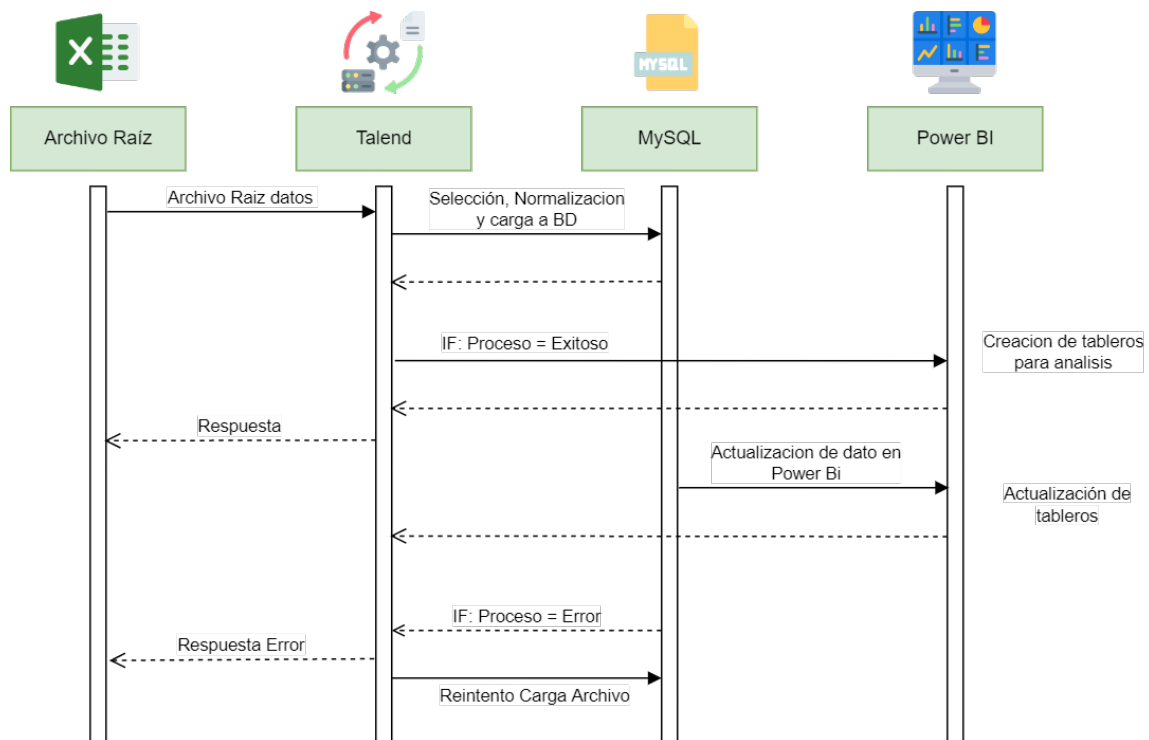 X
MYSQL
Archivo Raíz
Talend
MySQL
Power BI
Archivo Raiz datos
Selección, Normalizacion
y carga a BD
IF: Proceso = Exitoso
Creacion de tableros
para analisis
Respuesta
Actualizacion de dato en
Power Bi
Actualización de
tableros
IF: Proceso = Error
Respuesta Error
Reintento Carga Archivo